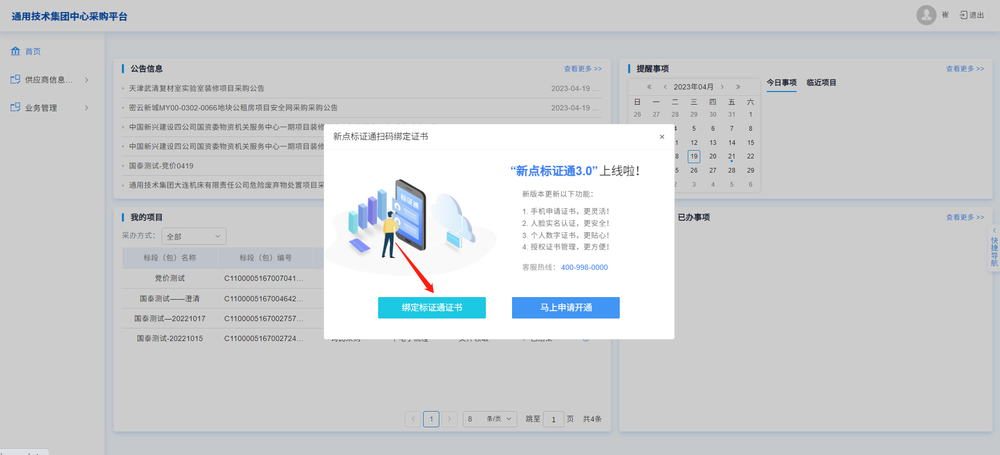 通用技术集团中心采购平台
崔
退出
首页
供应商信息...
业务管理
公告信息
查看更多 >>
天津武清复材室实验室装修项目采购公告
2023-04-19 ...
密云新城MY00-0302-0066地块公租房项目安全网采购采购公告
2023-04-19 ...
中国新兴建设四公司国资委物资机关服务中心一期项目装修
中国新兴建设四公司国资委物资机关服务中心一期项目装修
国泰测试-竞价0419
通用技术集团大连机床有限责任公司危险废弃物处置项目采
提醒事项
查看更多 >>
« < 2023年04月 > »
今日事项 临近项目
日 一 二 三 四 五 六
26 27 28 29 30 31 1
4 5 6 7 8
1 12 13 14 15
8 19 20 21 22
5 26 27 28 29
2 3 4 5 6
新点标证通扫码绑定证书
×
标证通
“新点标证通3.0”上线啦！
新版本更新以下功能：
1. 手机申请证书，更灵活！
2. 人脸实名认证，更安全！
3. 个人数字证书，更贴心！
4. 授权证书管理，更方便！
客服热线： 400-998-0000
绑定标证通证书
马上申请开通
我的项目
采办方式： 全部
标段（包）名称 标段（包）编号
竞价测试 C1100005167007041...
国泰测试——澄清 C1100005167004642...
国泰测试—20221017 C1100005167002757...
国泰测试-20221015 C1100005167002724...
< 1 > 8 条/页 跳至 1 页 共4条
已办事项
查看更多 >>
快捷导航